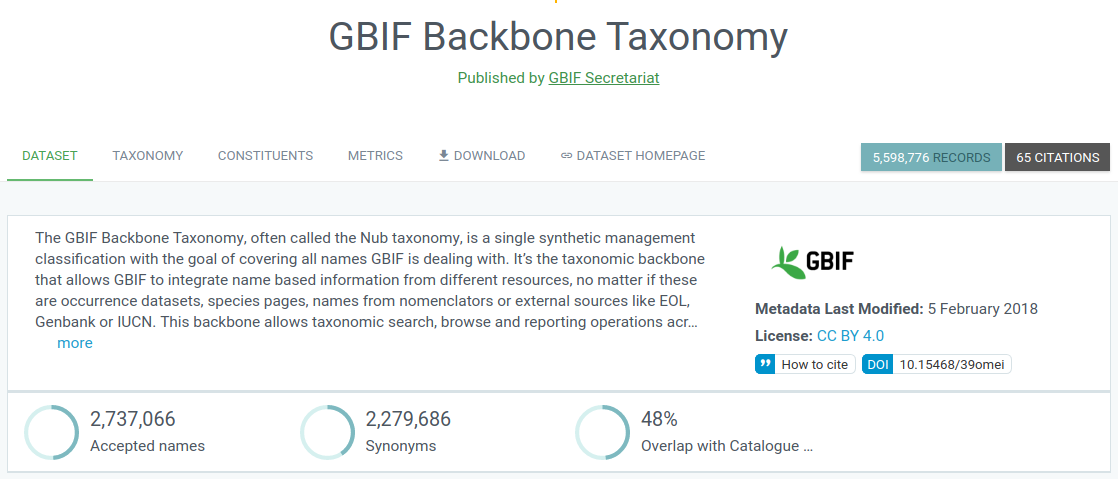 GBIF Backbone Taxonomy
Published by GBIF Secretariat
DATASET TAXONOMY CONSTITUENTS METRICS DOWNLOAD DATASET HOMEPAGE 5,598,776 RECORDS 65 CITATIONS
The GBIF Backbone Taxonomy, often called the Nub taxonomy, is a single synthetic management
classification with the goal of covering all names GBIF is dealing with. It’s the taxonomic backbone
that allows GBIF to integrate name based information from different resources, no matter if these
are occurrence datasets, species pages, names from nomenclators or external sources like EOL,
Genbank or IUCN. This backbone allows taxonomic search, browse and reporting operations acr...
more
GBIF
Metadata Last Modified: 5 February 2018
License: CC BY 4.0
How to cite DOI 10.15468/39omei
2,737,066
Accepted names
2,279,686
Synonyms
48%
Overlap with Catalogue ...